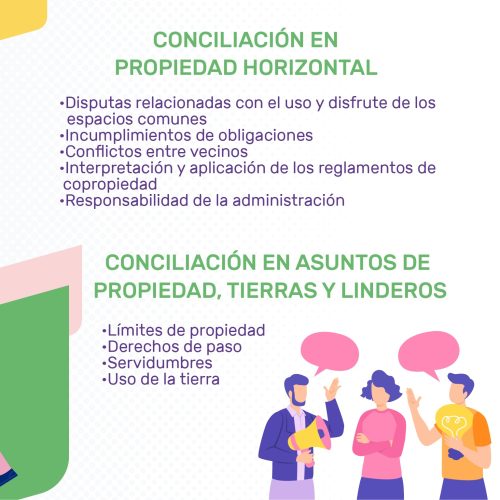 CONCILIACIÓN EN
PROPIEDAD HORIZONTAL
•Disputas relacionadas con el uso y disfrute de los
espacios comunes
•Incumplimientos de obligaciones
•Conflictos entre vecinos
•Interpretación y aplicación de los reglamentos de
copropiedad
•Responsabilidad de la administración
CONCILIACIÓN EN ASUNTOS DE
PROPIEDAD, TIERRAS Y LINDEROS
•Límites de propiedad
•Derechos de paso
•Servidumbres
•Uso de la tierra